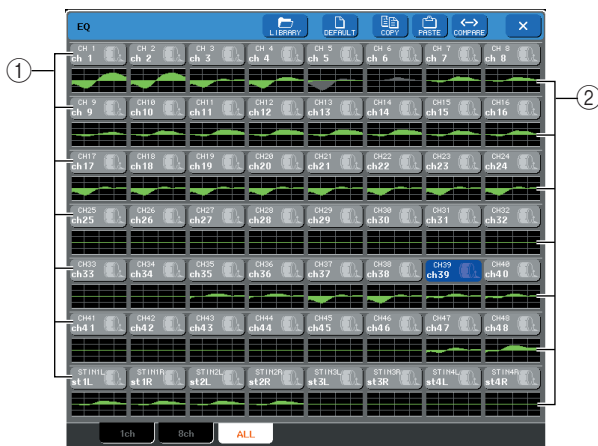 EQ LIBRARY DEFAULT COPY PASTE COMPARE ×
CH 1 CH 2 CH 3 CH 4 CH 5 CH 6 CH 7 CH 8
ch 1 ch 2 ch 3 ch 4 ch 5 ch 6 ch 7 ch 8
① ②
CH 9 CH10 CH11 CH12 CH13 CH14 CH15 CH16
ch 9 ch10 ch11 ch12 ch13 ch14 ch15 ch16
CH17 CH18 CH19 CH20 CH21 CH22 CH23 CH24
ch17 ch18 ch19 ch20 ch21 ch22 ch23 ch24
CH25 CH26 CH27 CH28 CH29 CH30 CH31 CH32
ch25 ch26 ch27 ch28 ch29 ch30 ch31 ch32
CH33 CH34 CH35 CH36 CH37 CH38 CH39 CH40
ch33 ch34 ch35 ch36 ch37 ch38 ch39 ch40
CH41 CH42 CH43 CH44 CH45 CH46 CH47 CH48
ch41 ch42 ch43 ch44 ch45 ch46 ch47 ch48
STIN1L STIN1R STIN2L STIN2R STIN3L STIN3R STIN4L STIN4R
st1L st1R st2L st2R st3L st3R st4L st4R
1ch 8ch ALL